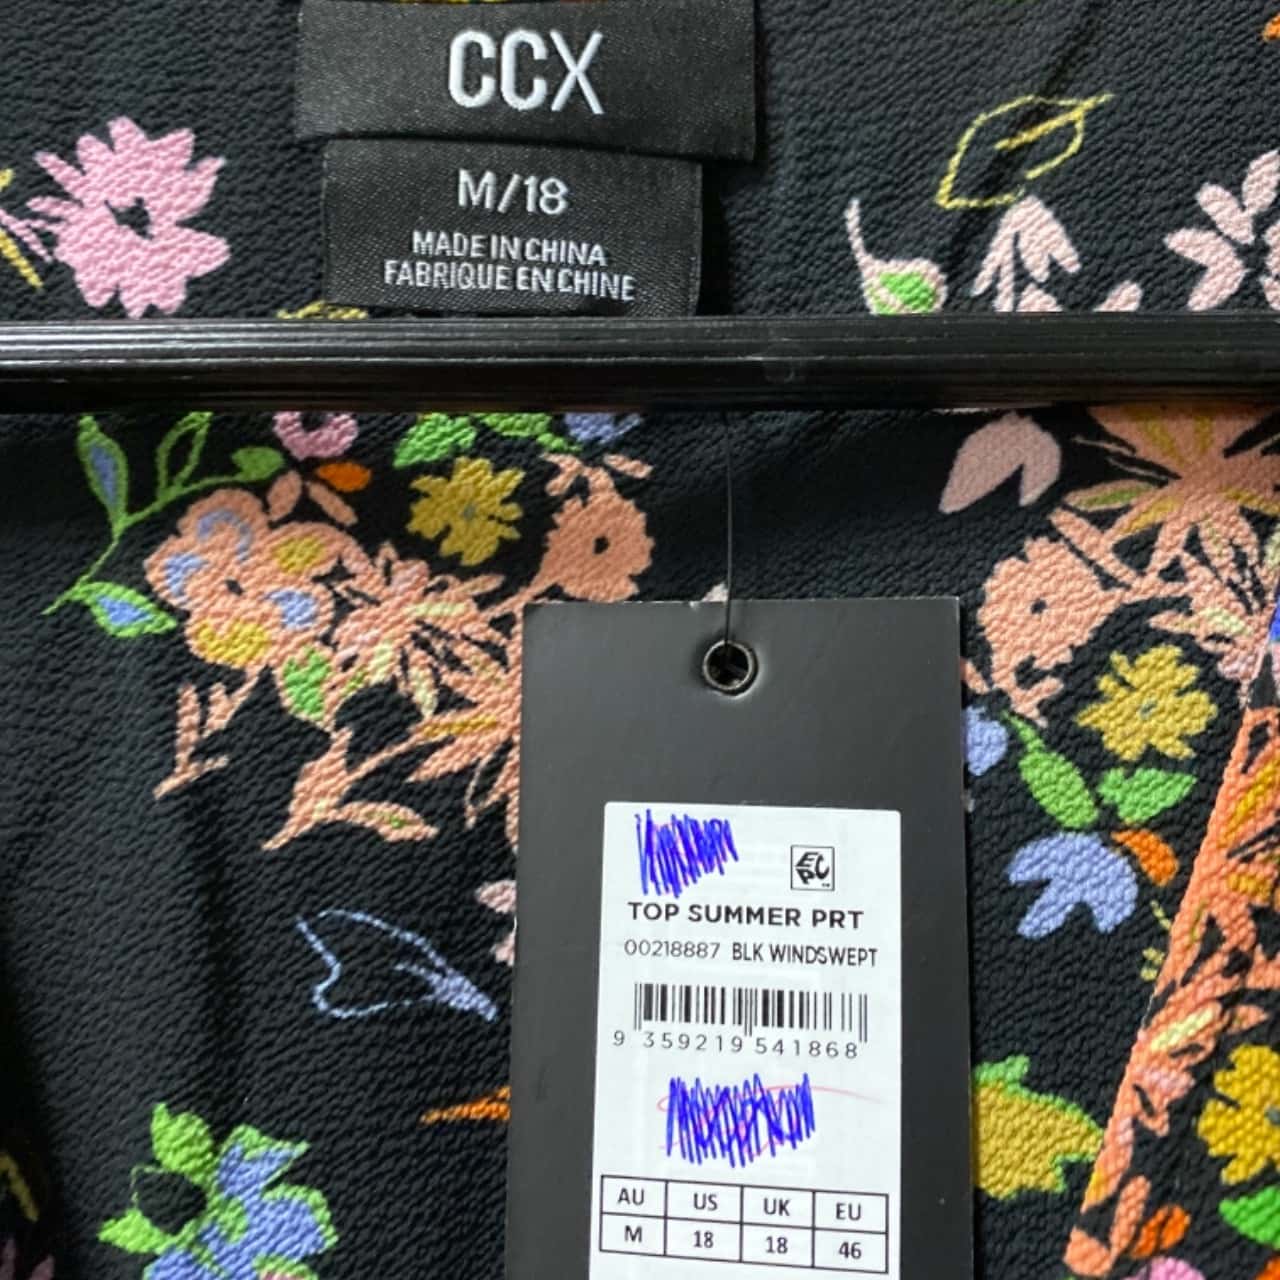 CCX
M/18
MADE IN CHINA
FABRIQUE EN CHINE
ECPC
TOP SUMMER PRT
00218887 BLK WINDSWEPT
9 359219 541868
AU US UK EU
M 18 18 46